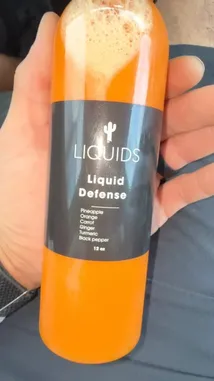 LIQUIDS
Liquid
Defense
Pineapple
Orange
Carrot
Ginger
Turmeric
Black pepper
12 oz